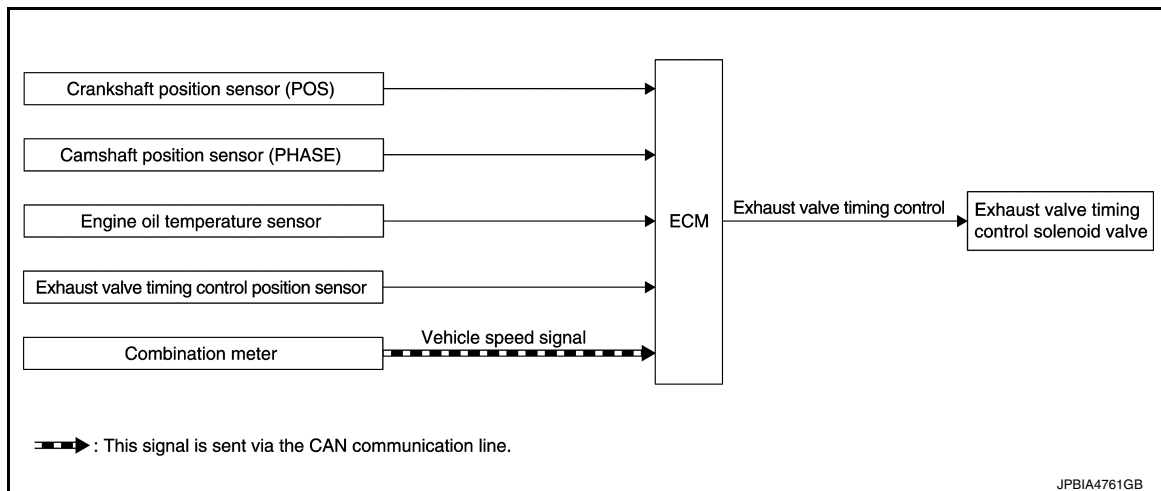 Crankshaft position sensor (POS)
Camshaft position sensor (PHASE)
Engine oil temperature sensor
Exhaust valve timing control position sensor
Combination meter
Vehicle speed signal
ECM
Exhaust valve timing control
Exhaust valve timing
control solenoid valve
: This signal is sent via the CAN communication line.
JPBIA4761GB